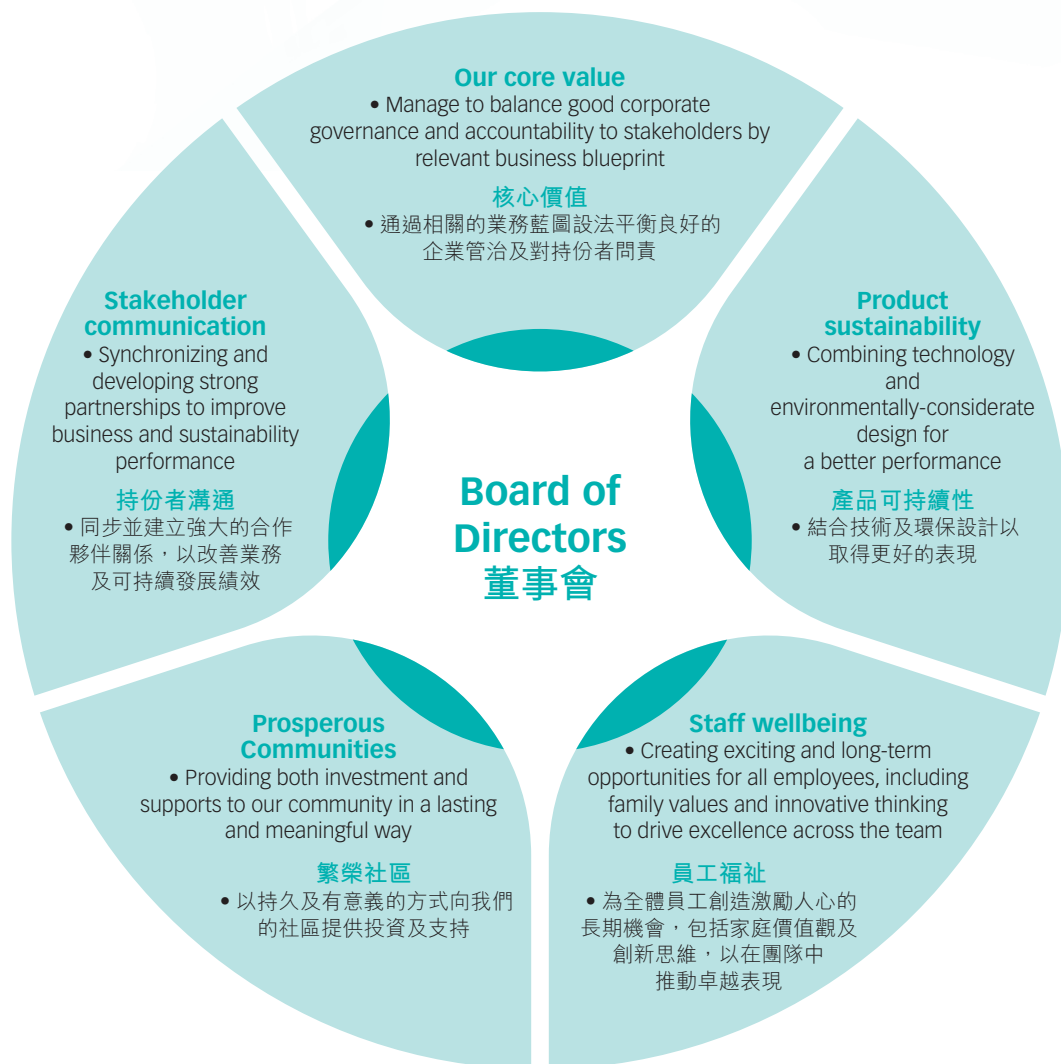 Our core value
• Manage to balance good corporate
governance and accountability to stakeholders by
relevant business blueprint
核心價值
• 通過相關的業務藍圖設法平衡良好的
企業管治及對持份者問責
Stakeholder
communication
• Synchronizing and
developing strong
partnerships to improve
business and sustainability
performance
持份者溝通
• 同步並建立強大的合作
夥伴關係，以改善業務
及可持續發展績效
Product
sustainability
• Combining technology
and
environmentally-considerate
design for
a better performance
產品可持續性
• 結合技術及環保設計以
取得更好的表現
Board of
Directors
董事會
Prosperous
Communities
• Providing both investment and
supports to our community in a lasting
and meaningful way
繁榮社區
• 以持久及有意義的方式向我們
的社區提供投資及支持
Staff wellbeing
• Creating exciting and long-term
opportunities for all employees, including
family values and innovative thinking
to drive excellence across the team
員工福祉
• 為全體員工創造激勵人心的
長期機會，包括家庭價值觀及
創新思維，以在團隊中
推動卓越表現